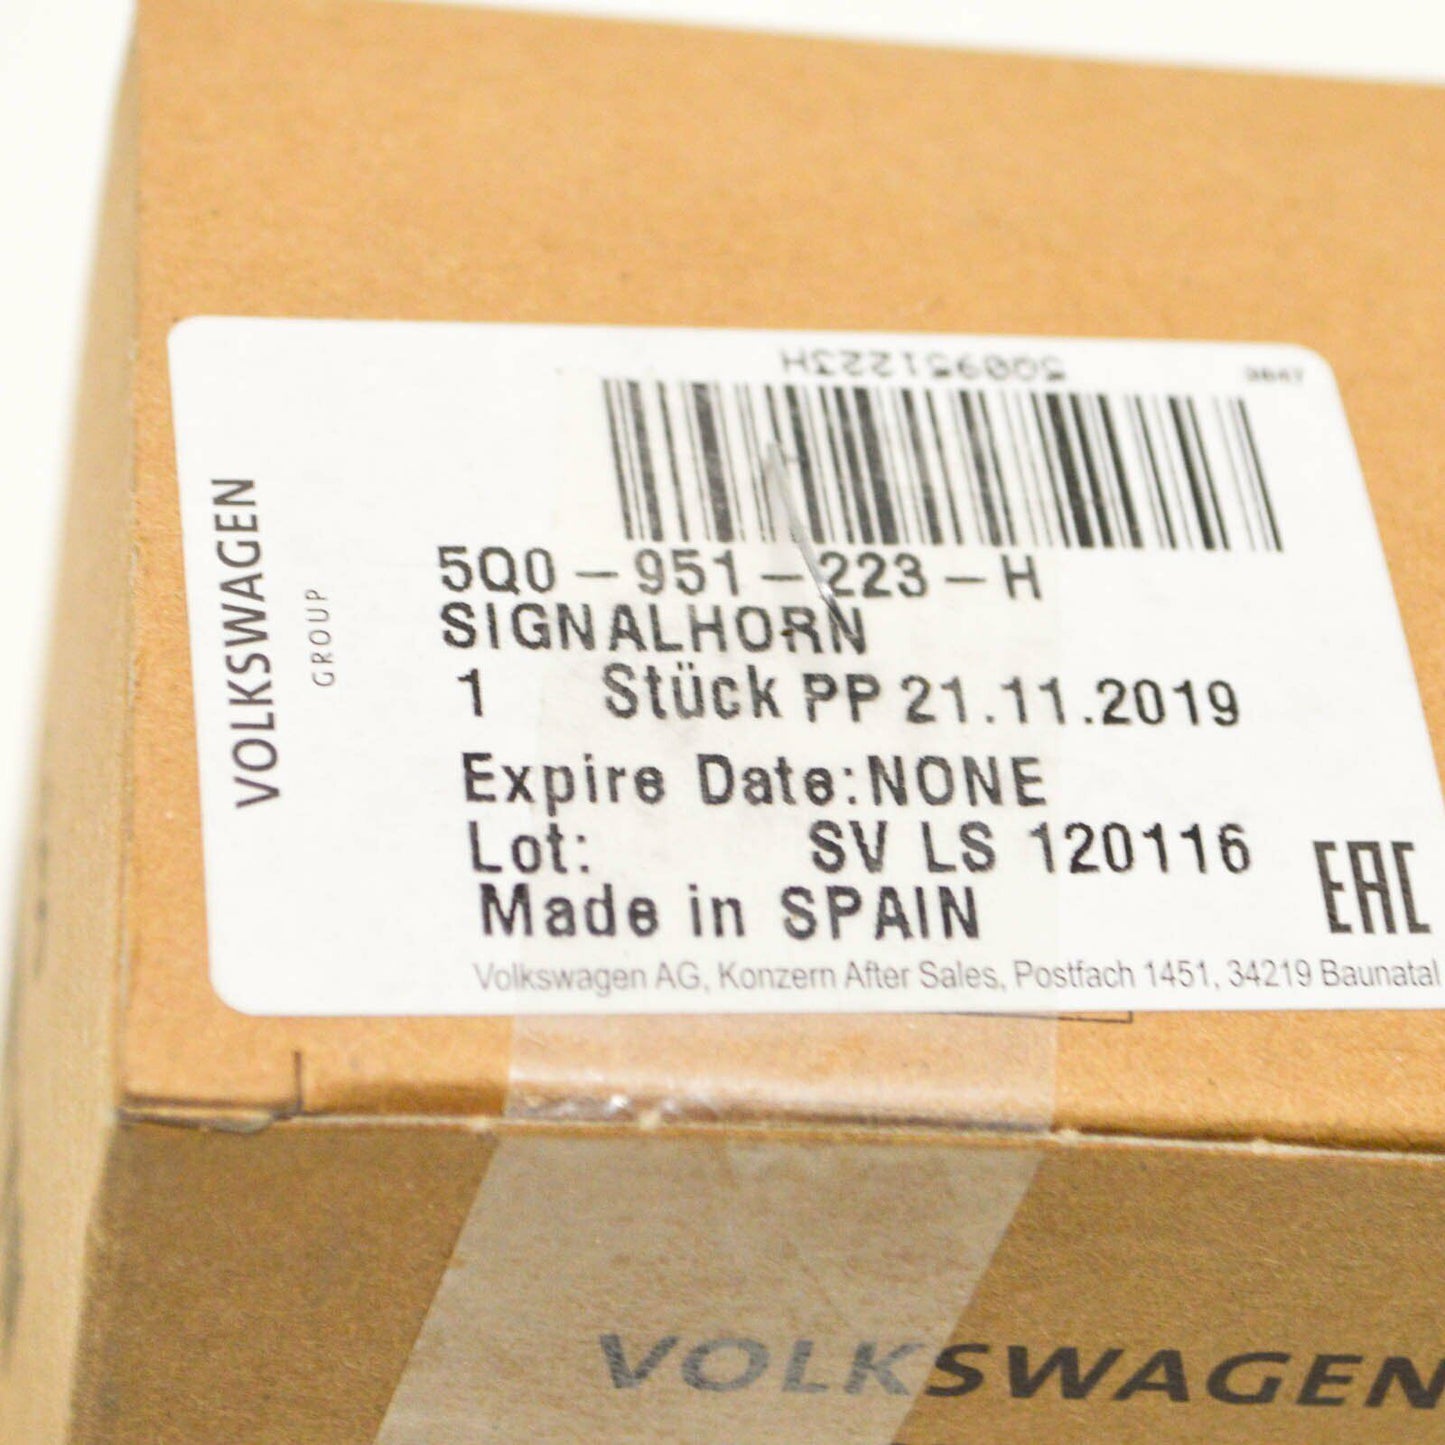 5Q0951223H
VOLKSWAGEN
GROUP
5Q0-951-223-H
SIGNALHORN
1 Stück PP 21.11.2019
Expire Date:NONE
Lot: SV LS 120116
Made in SPAIN
EAC
Volkswagen AG, Konzern After Sales, Postfach 1451, 34219 Baunatal
VOLKSWAGEN